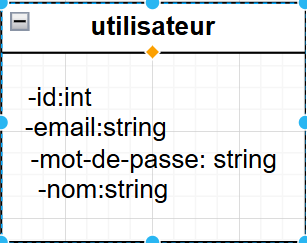 utilisateur
-id:int
-email:string
-mot-de-passe: string
-nom:string